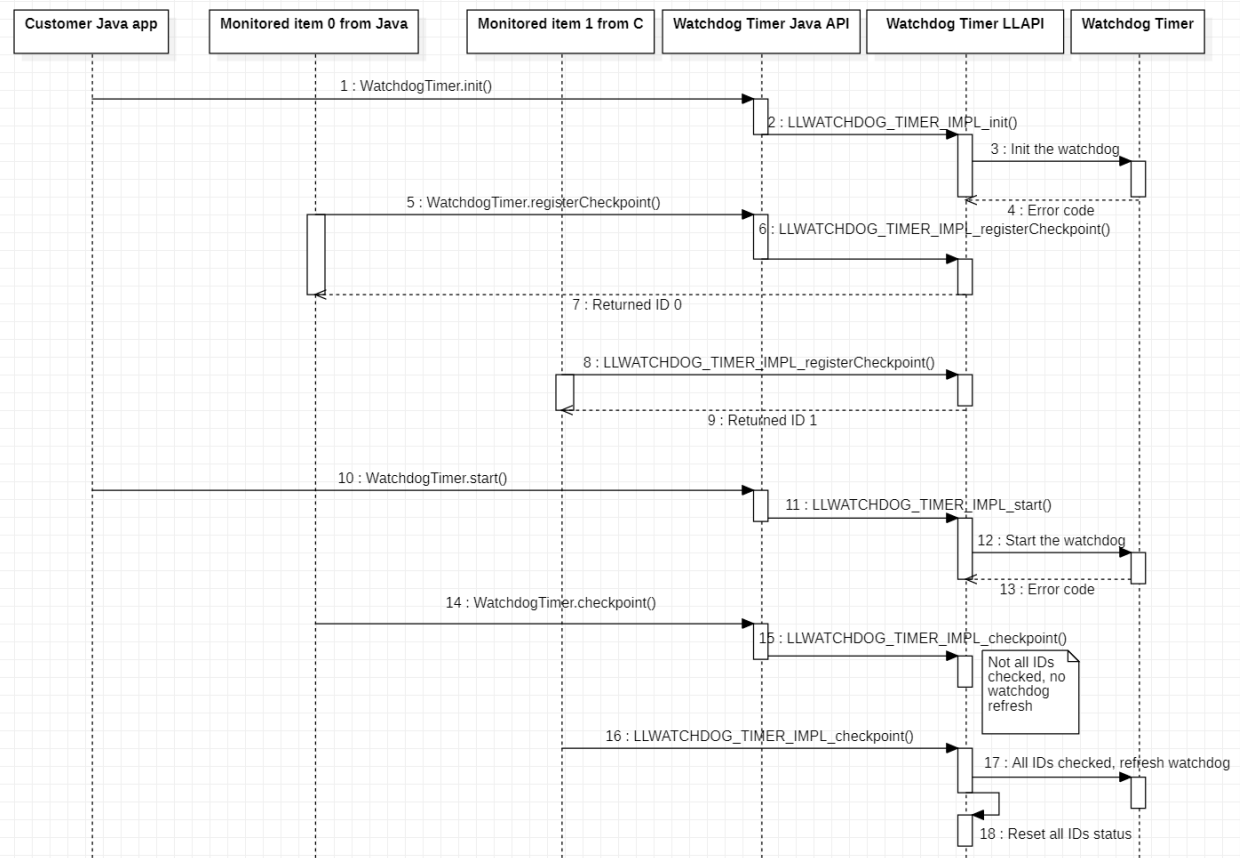 Customer Java app
Monitored item 0 from Java
Monitored item 1 from C
Watchdog Timer Java API
Watchdog Timer LLAPI
Watchdog Timer
1 : WatchdogTimer.init()
2 : LLWATCHDOG_TIMER_IMPL_init()
3 : Init the watchdog
4 : Error code
5 : WatchdogTimer.registerCheckpoint()
6 : LLWATCHDOG_TIMER_IMPL_registerCheckpoint()
7 : Returned ID 0
8 : LLWATCHDOG_TIMER_IMPL_registerCheckpoint()
9 : Returned ID 1
10 : WatchdogTimer.start()
11 : LLWATCHDOG_TIMER_IMPL_start()
12 : Start the watchdog
13 : Error code
14 : WatchdogTimer.checkpoint()
15 : LLWATCHDOG_TIMER_IMPL_checkpoint()
Not all IDs
checked, no
watchdog
refresh
16 : LLWATCHDOG_TIMER_IMPL_checkpoint()
17 : All IDs checked, refresh watchdog
18 : Reset all IDs status